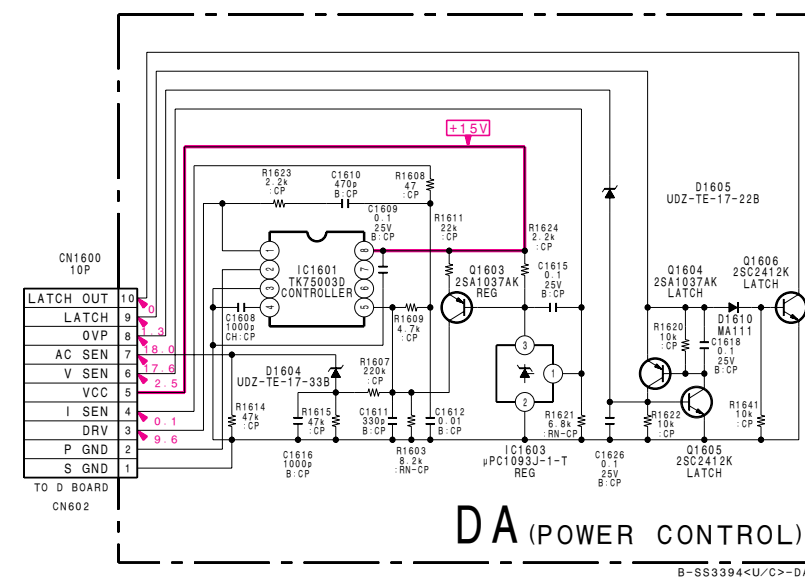 +15V
R1623
2.2k
:CP
C1610
470p
B:CP
R1608
47
:CP
C1609
0.1
25V
B:CP
R1611
22k
:CP
R1624
2.2k
:CP
C1615
0.1
25V
B:CP
D1605
UDZ-TE-17-22B
CN1600
10P
LATCH OUT 10
LATCH 9
OVP 8
AC SEN 7
V SEN 6
VCC 5
I SEN 4
DRV 3
P GND 2
S GND 1
TO D BOARD
CN602
0
1.3
18.0
17.6
2.5
0.1
9.6
1
2
3
4
8
7
6
5
IC1601
TK75003D
CONTROLLER
C1608
1000p
CH:CP
R1609
4.7k
:CP
Q1603
2SA1037AK
REG
Q1604
2SA1037AK
LATCH
Q1606
2SC2412K
LATCH
D1610
MA111
R1620
10k
:CP
C1618
0.1
25V
B:CP
D1604
UDZ-TE-17-33B
R1607
220k
:CP
3
1
2
R1614
47k
:CP
R1615
47k
:CP
C1611
330p
B:CP
C1612
0.01
B:CP
R1621
6.8k
:RN-CP
R1622
10k
:CP
R1641
10k
:CP
C1616
1000p
B:CP
R1603
8.2k
:RN-CP
IC1603
µPC1093J-1-T
REG
C1626
0.1
25V
B:CP
Q1605
2SC2412K
LATCH
DA (POWER CONTROL)
B-SS3394<U/C>-DA